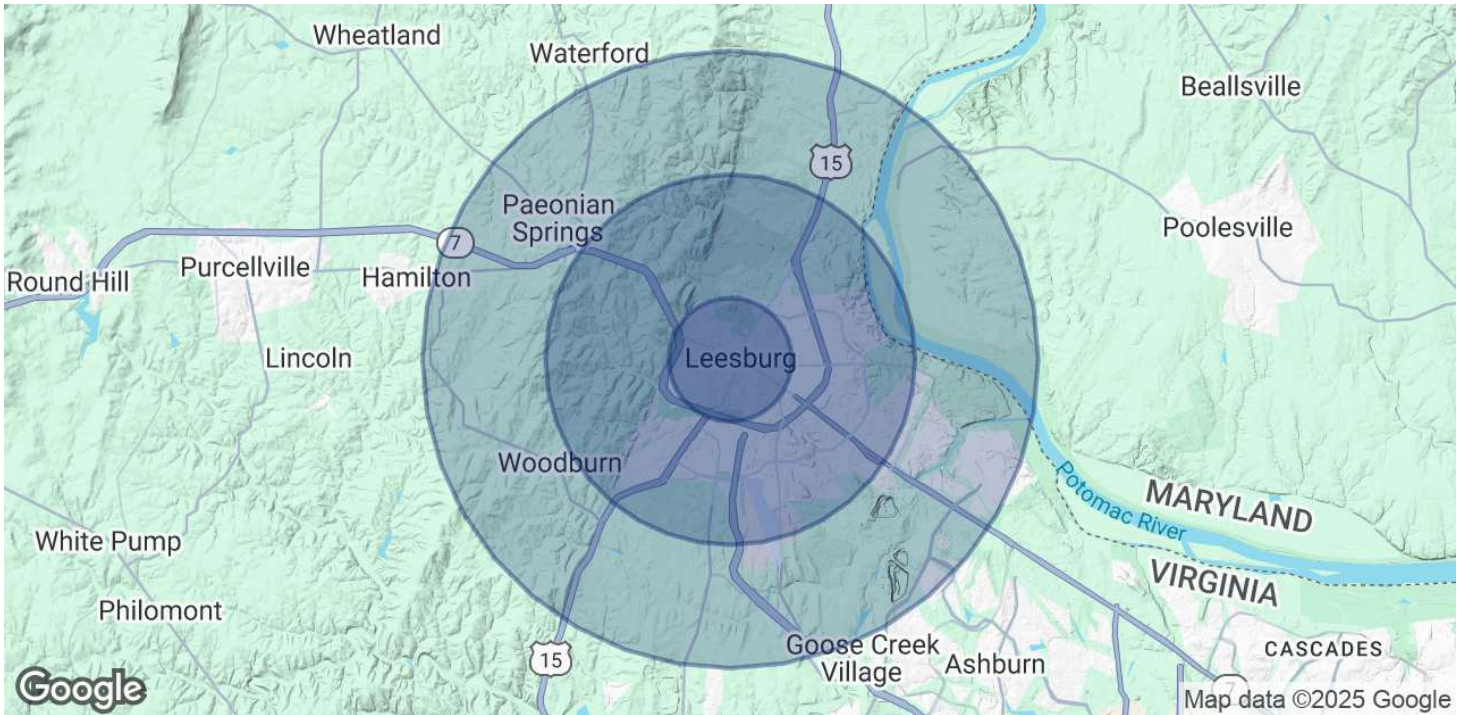 Wheatland
Waterford
Beallsville
15
Paeonian
Springs
Poolesville
7
Round Hill
Purcellville
Hamilton
Lincoln
Leesburg
Woodburn
Potomac River
MARYLAND
White Pump
VIRGINIA
Philomont
15
Goose Creek
Village
Ashburn
CASCADES
7
Google
Map data ©2025 Google